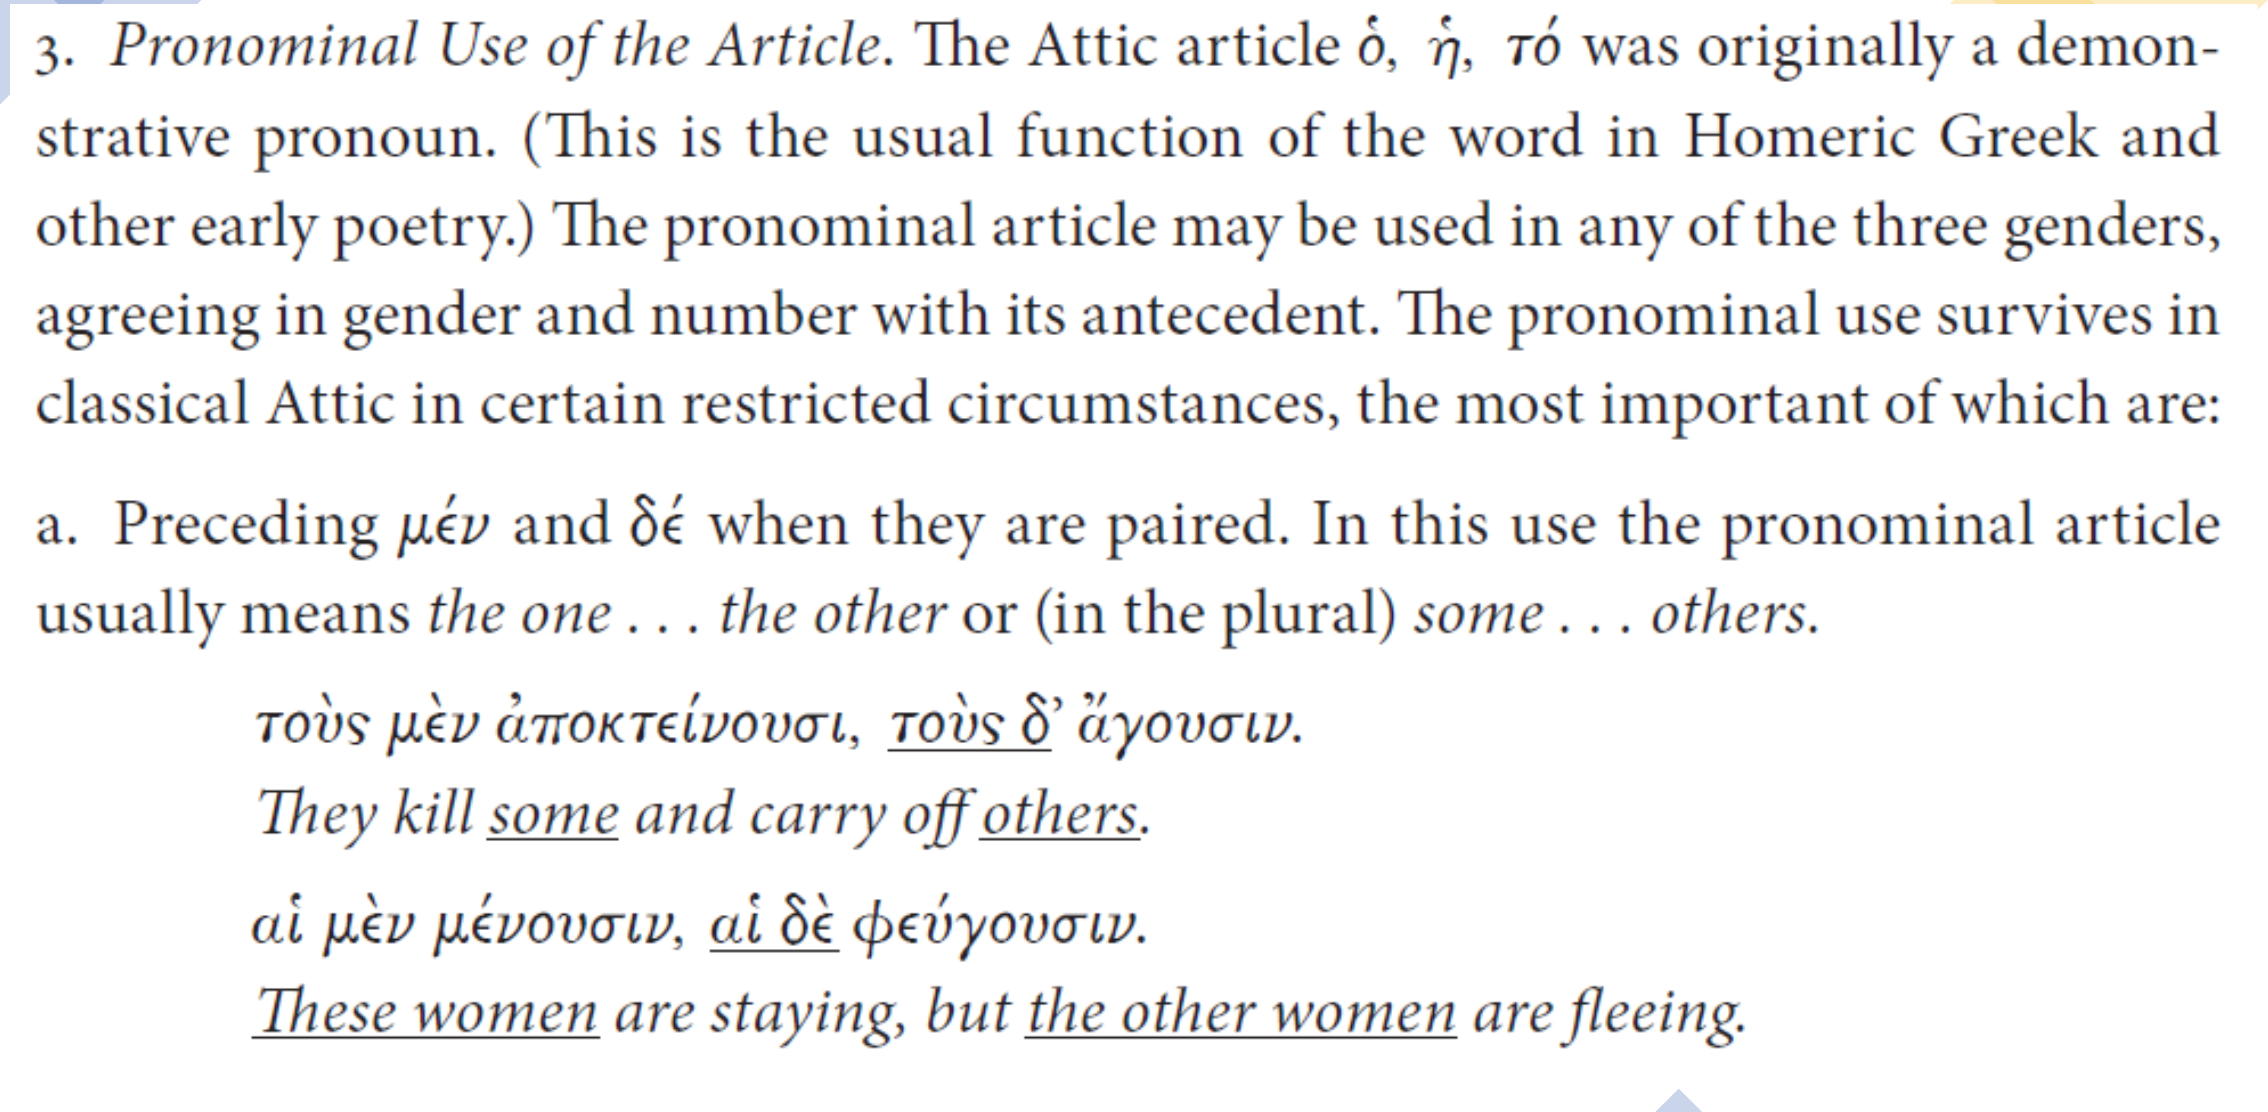 3. Pronominal Use of the Article. The Attic article ὁ, ἡ, τό was originally a demon-
strative pronoun. (This is the usual function of the word in Homeric Greek and
other early poetry.) The pronominal article may be used in any of the three genders,
agreeing in gender and number with its antecedent. The pronominal use survives in
classical Attic in certain restricted circumstances, the most important of which are:
a. Preceding μέν and δέ when they are paired. In this use the pronominal article
usually means the one . . . the other or (in the plural) some . . . others.
τοὺς μὲν ἀποκτείνουσι, τοὺς δ’ ἄγουσιν.
They kill some and carry off others.
αἱ μὲν μένουσιν, αἱ δὲ φεύγουσιν.
These women are staying, but the other women are fleeing.